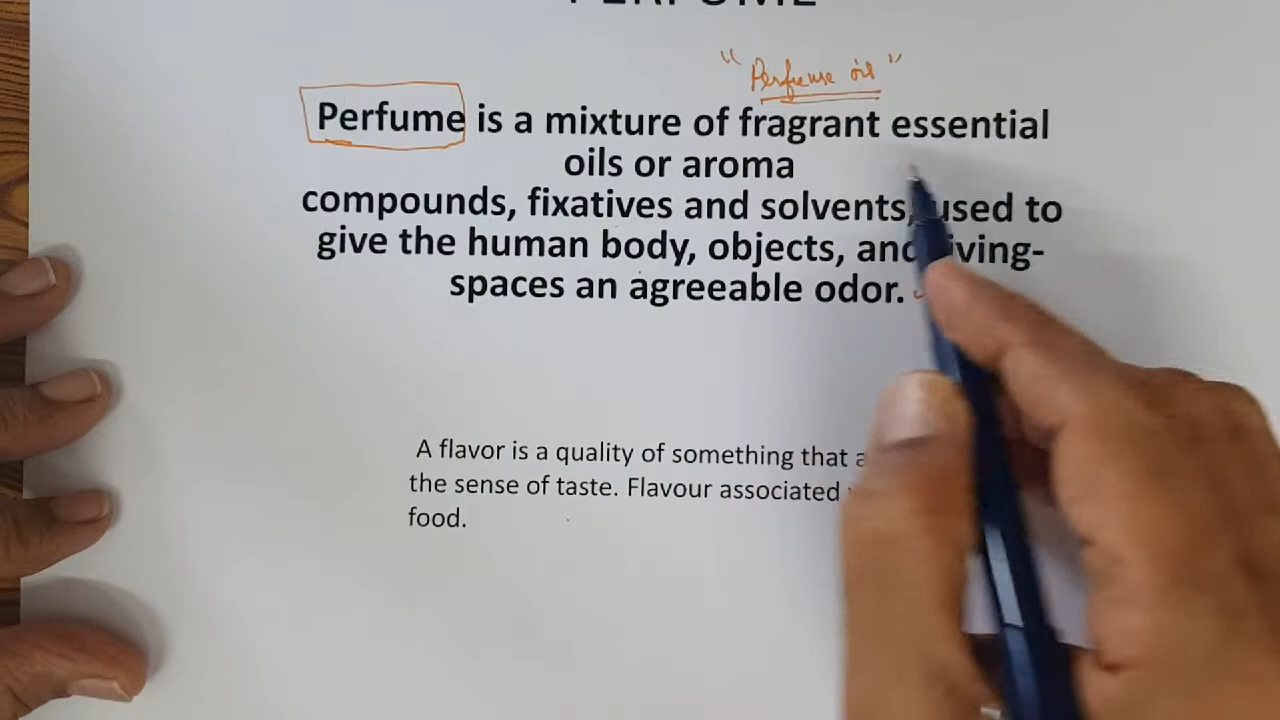 PERFUME
"Perfume oil"
Perfume is a mixture of fragrant essential
oils or aroma
compounds, fixatives and solvents, used to
give the human body, objects, and living-
spaces an agreeable odor.
A flavor is a quality of something that
the sense of taste. Flavour associated
food.